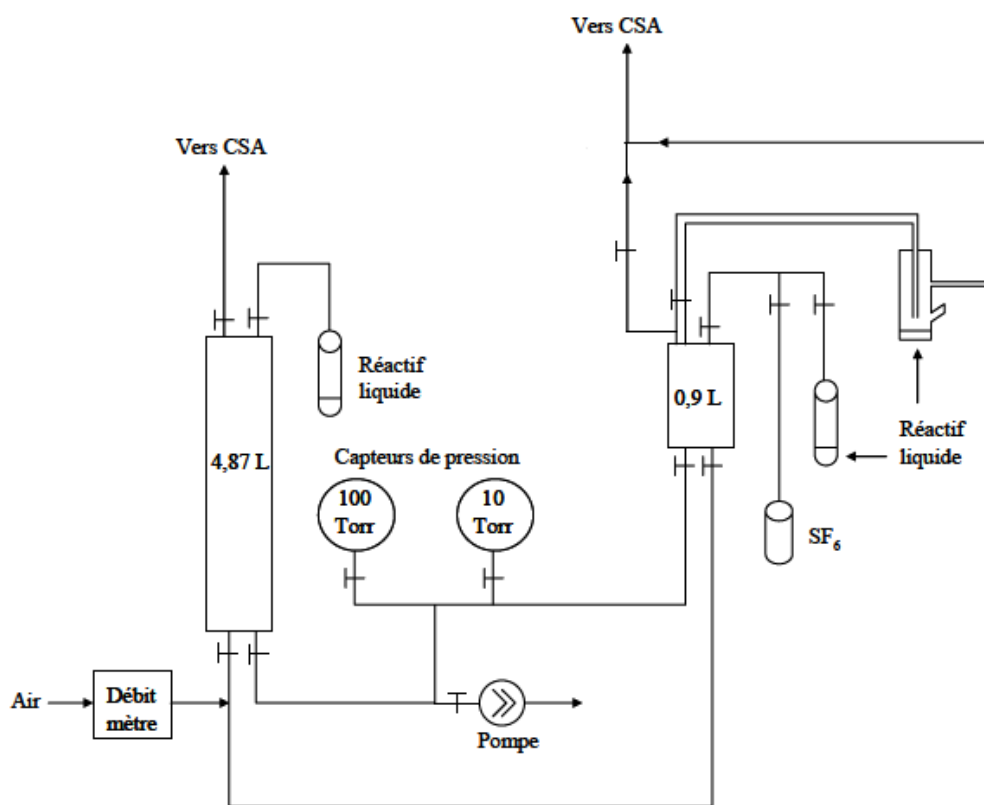 Vers CSA
Vers CSA
Réactif
liquide
4,87 L
0,9 L
Capteurs de pression
100
Torr
10
Torr
Réactif
liquide
SF₆
Air
Débit
mètre
Pompe